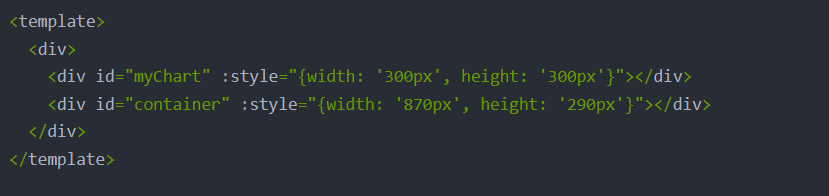 <template>
  <div>
    <div id="myChart" :style="{width: '300px', height: '300px'}"></div>
    <div id="container" :style="{width: '870px', height: '290px'}"></div>
  </div>
</template>